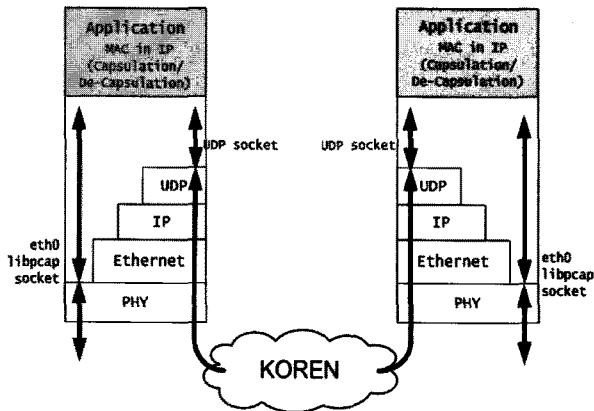 Application
MAC in IP
(Capsulation/
De-Capsulation)
UDP socket
UDP
IP
Ethernet
PHY
eth0
libpcap
socket
Application
MAC in IP
(Capsulation/
De-Capsulation)
UDP socket
UDP
IP
Ethernet
PHY
eth0
libpcap
socket
KOREN